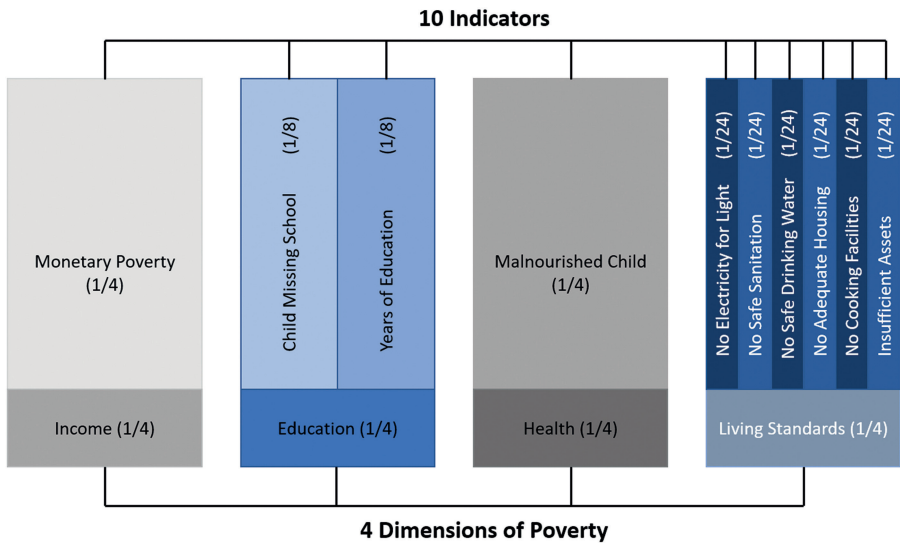 10 Indicators
Monetary Poverty
(1/4)
Income (1/4)
Child Missing School (1/8)
Years of Education (1/8)
Education (1/4)
Malnourished Child
(1/4)
Health (1/4)
No Electricity for Light (1/24)
No Safe Sanitation (1/24)
No Safe Drinking Water (1/24)
No Adequate Housing (1/24)
No Cooking Facilities (1/24)
Insufficient Assets (1/24)
Living Standards (1/4)
4 Dimensions of Poverty